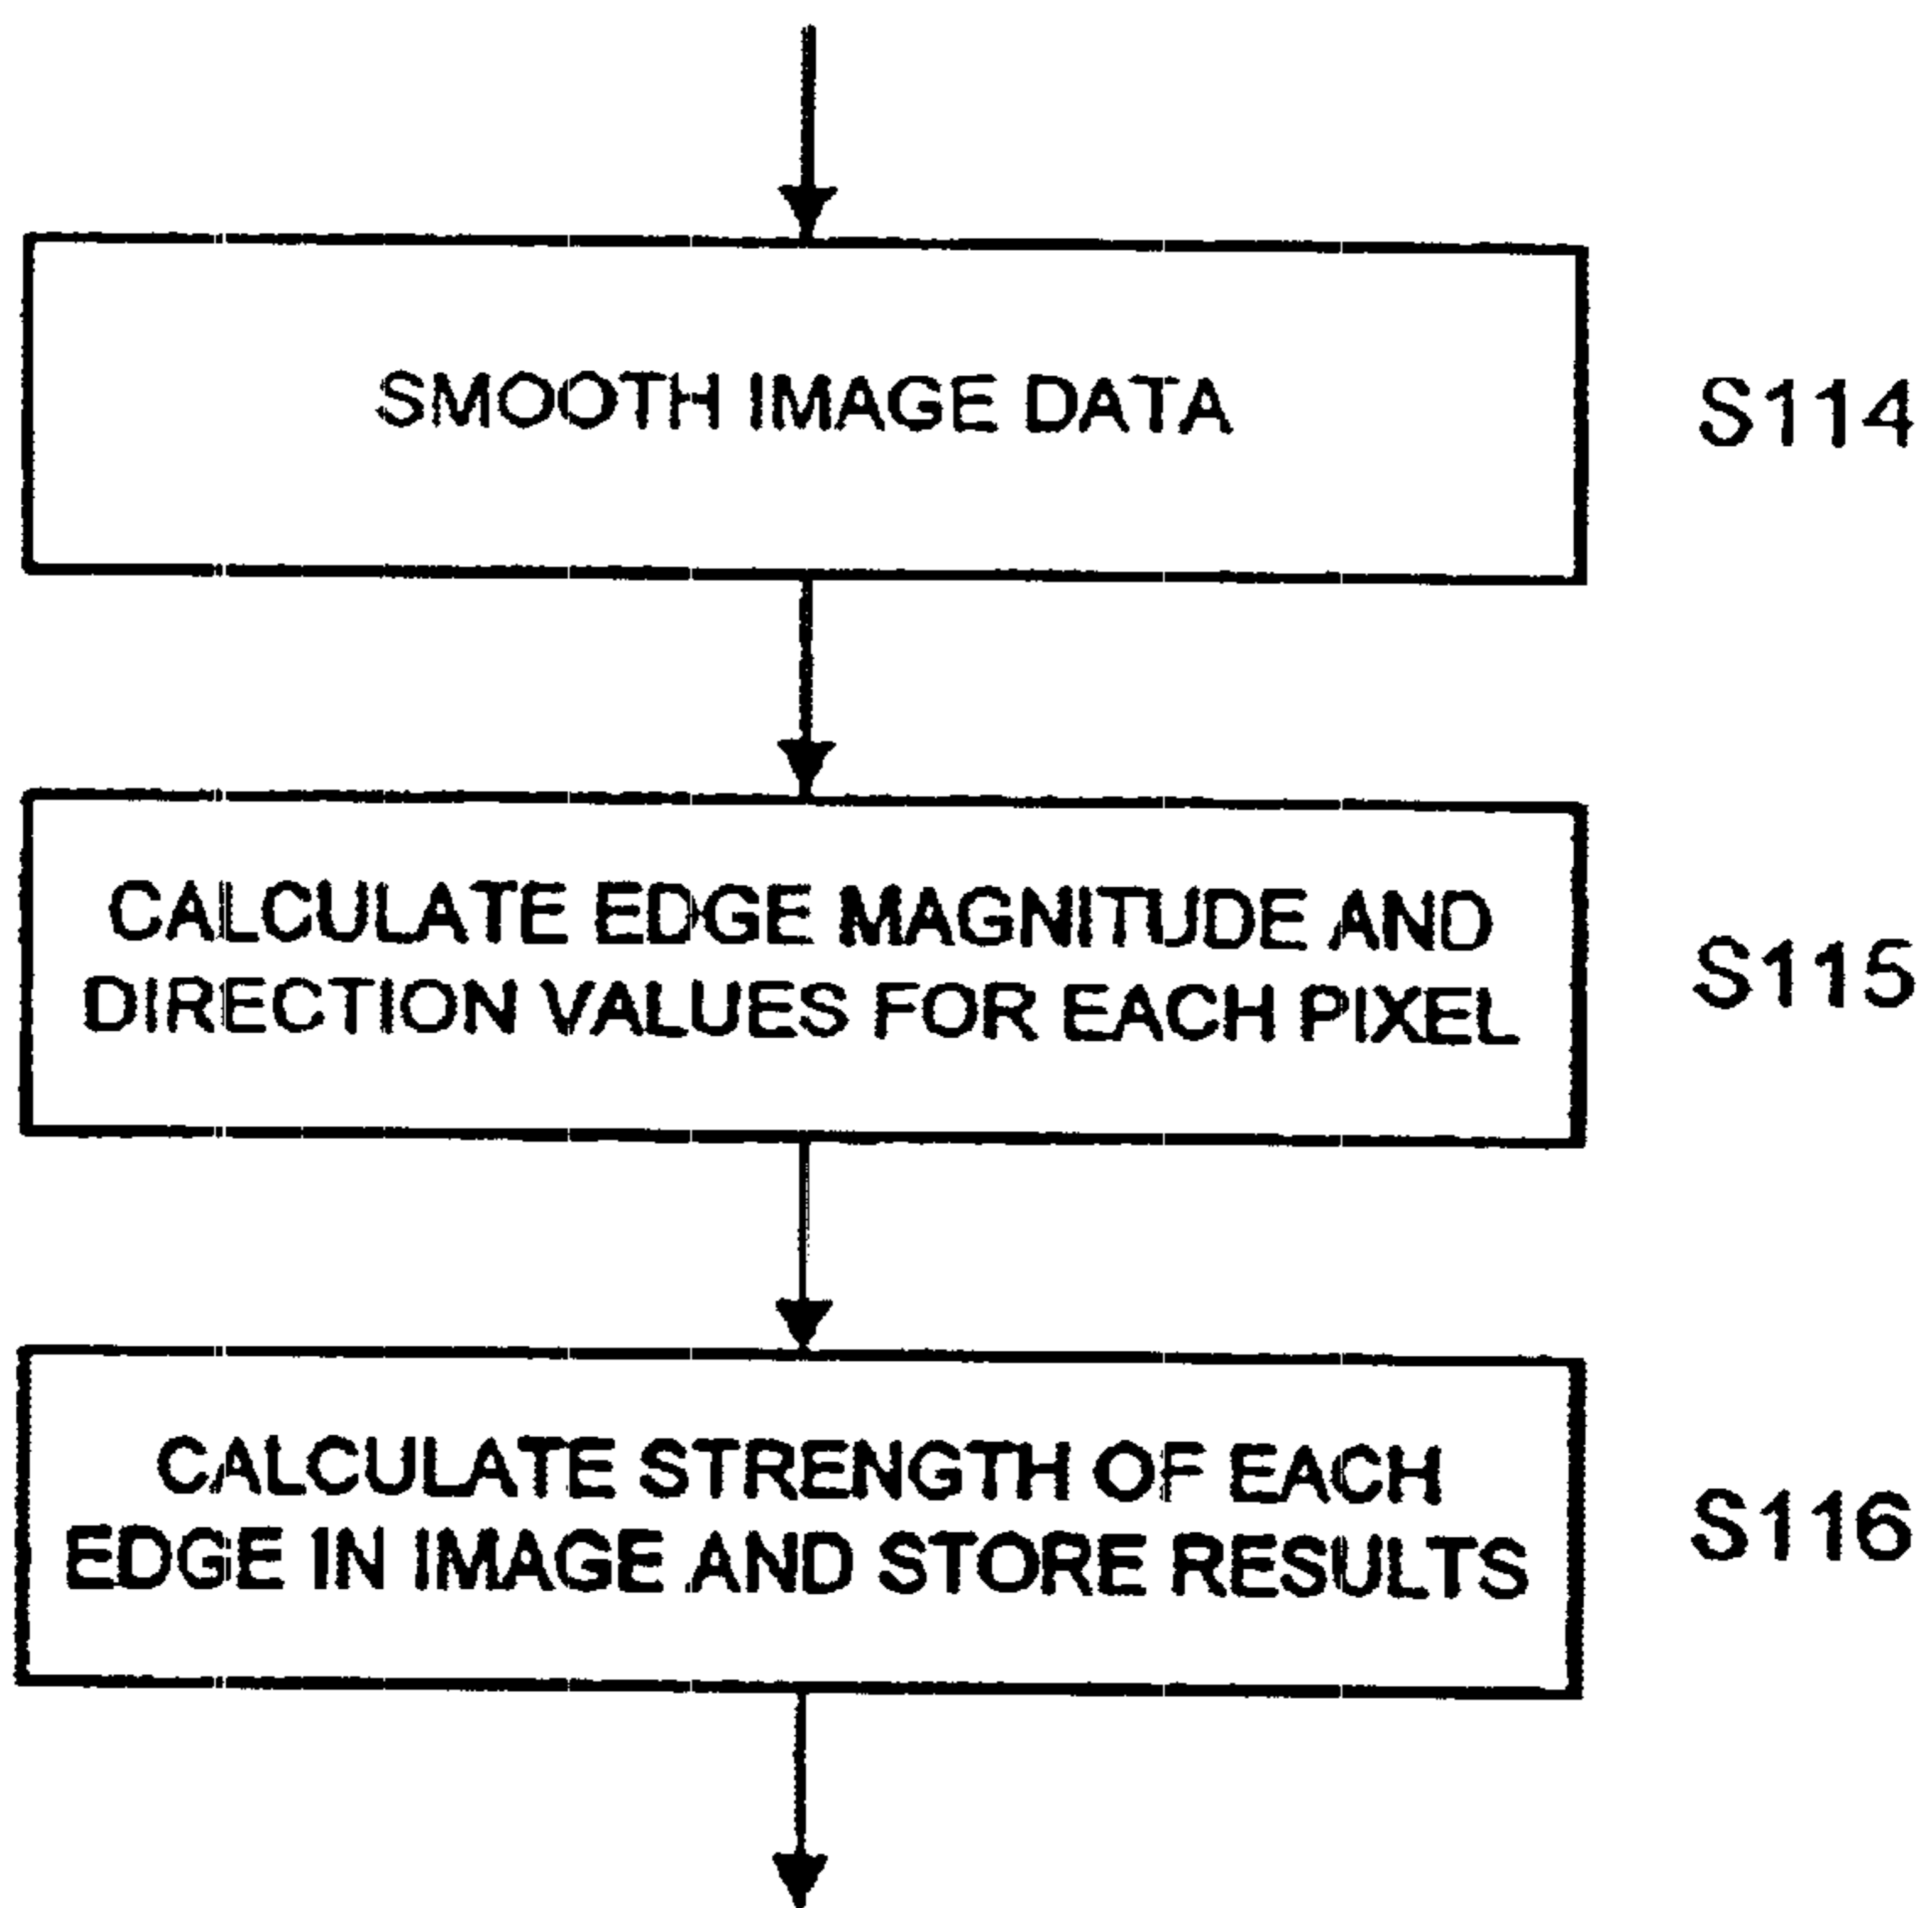 SMOOTH IMAGE DATA
S114
CALCULATE EDGE MAGNITUDE AND
DIRECTION VALUES FOR EACH PIXEL
S115
CALCULATE STRENGTH OF EACH
EDGE IN IMAGE AND STORE RESULTS
S116